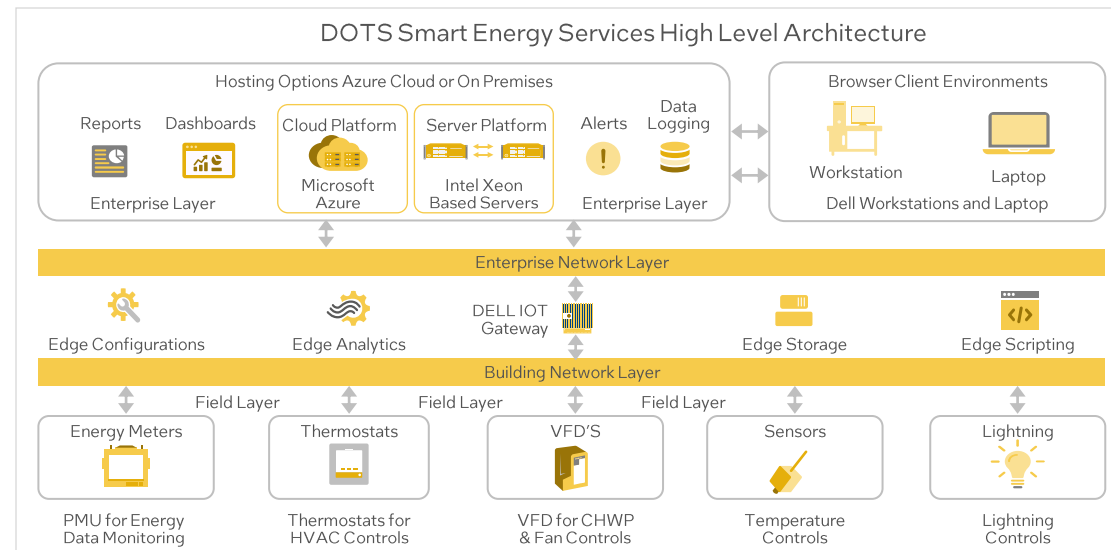 DOTS Smart Energy Services High Level Architecture
Hosting Options Azure Cloud or On Premises
Reports
Dashboards
Cloud Platform
Microsoft
Azure
Server Platform
Intel Xeon
Based Servers
Alerts
Data
Logging
Enterprise Layer
Enterprise Layer
Browser Client Environments
Workstation
Laptop
Dell Workstations and Laptop
Enterprise Network Layer
Edge Configurations
Edge Analytics
DELL IOT
Gateway
Edge Storage
Edge Scripting
Building Network Layer
Field Layer
Field Layer
Field Layer
Energy Meters
Thermostats
VFD'S
Sensors
Lightning
PMU for Energy
Data Monitoring
Thermostats for
HVAC Controls
VFD for CHWP
& Fan Controls
Temperature
Controls
Lightning
Controls